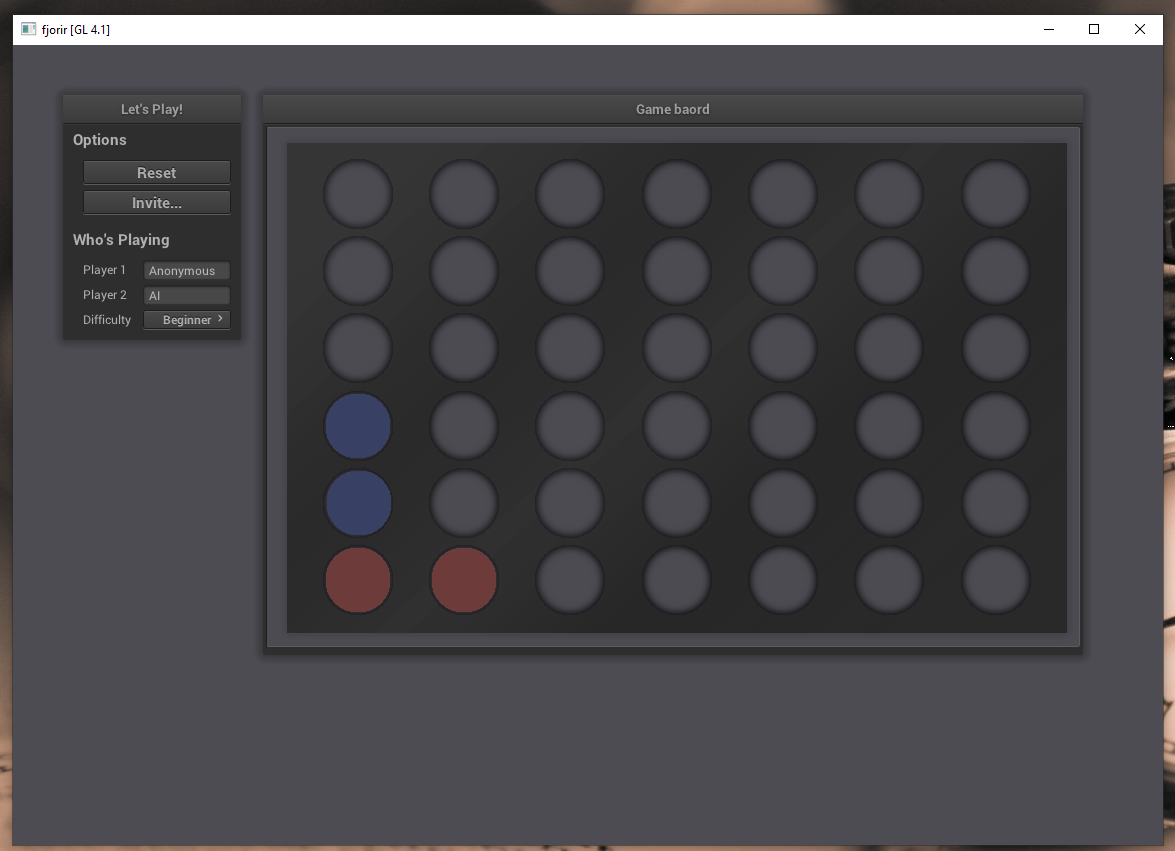 fjorir [GL 4.1]
Let's Play!
Options
Reset
Invite...
Who's Playing
Player 1 Anonymous
Player 2 AI
Difficulty Beginner
Game baord